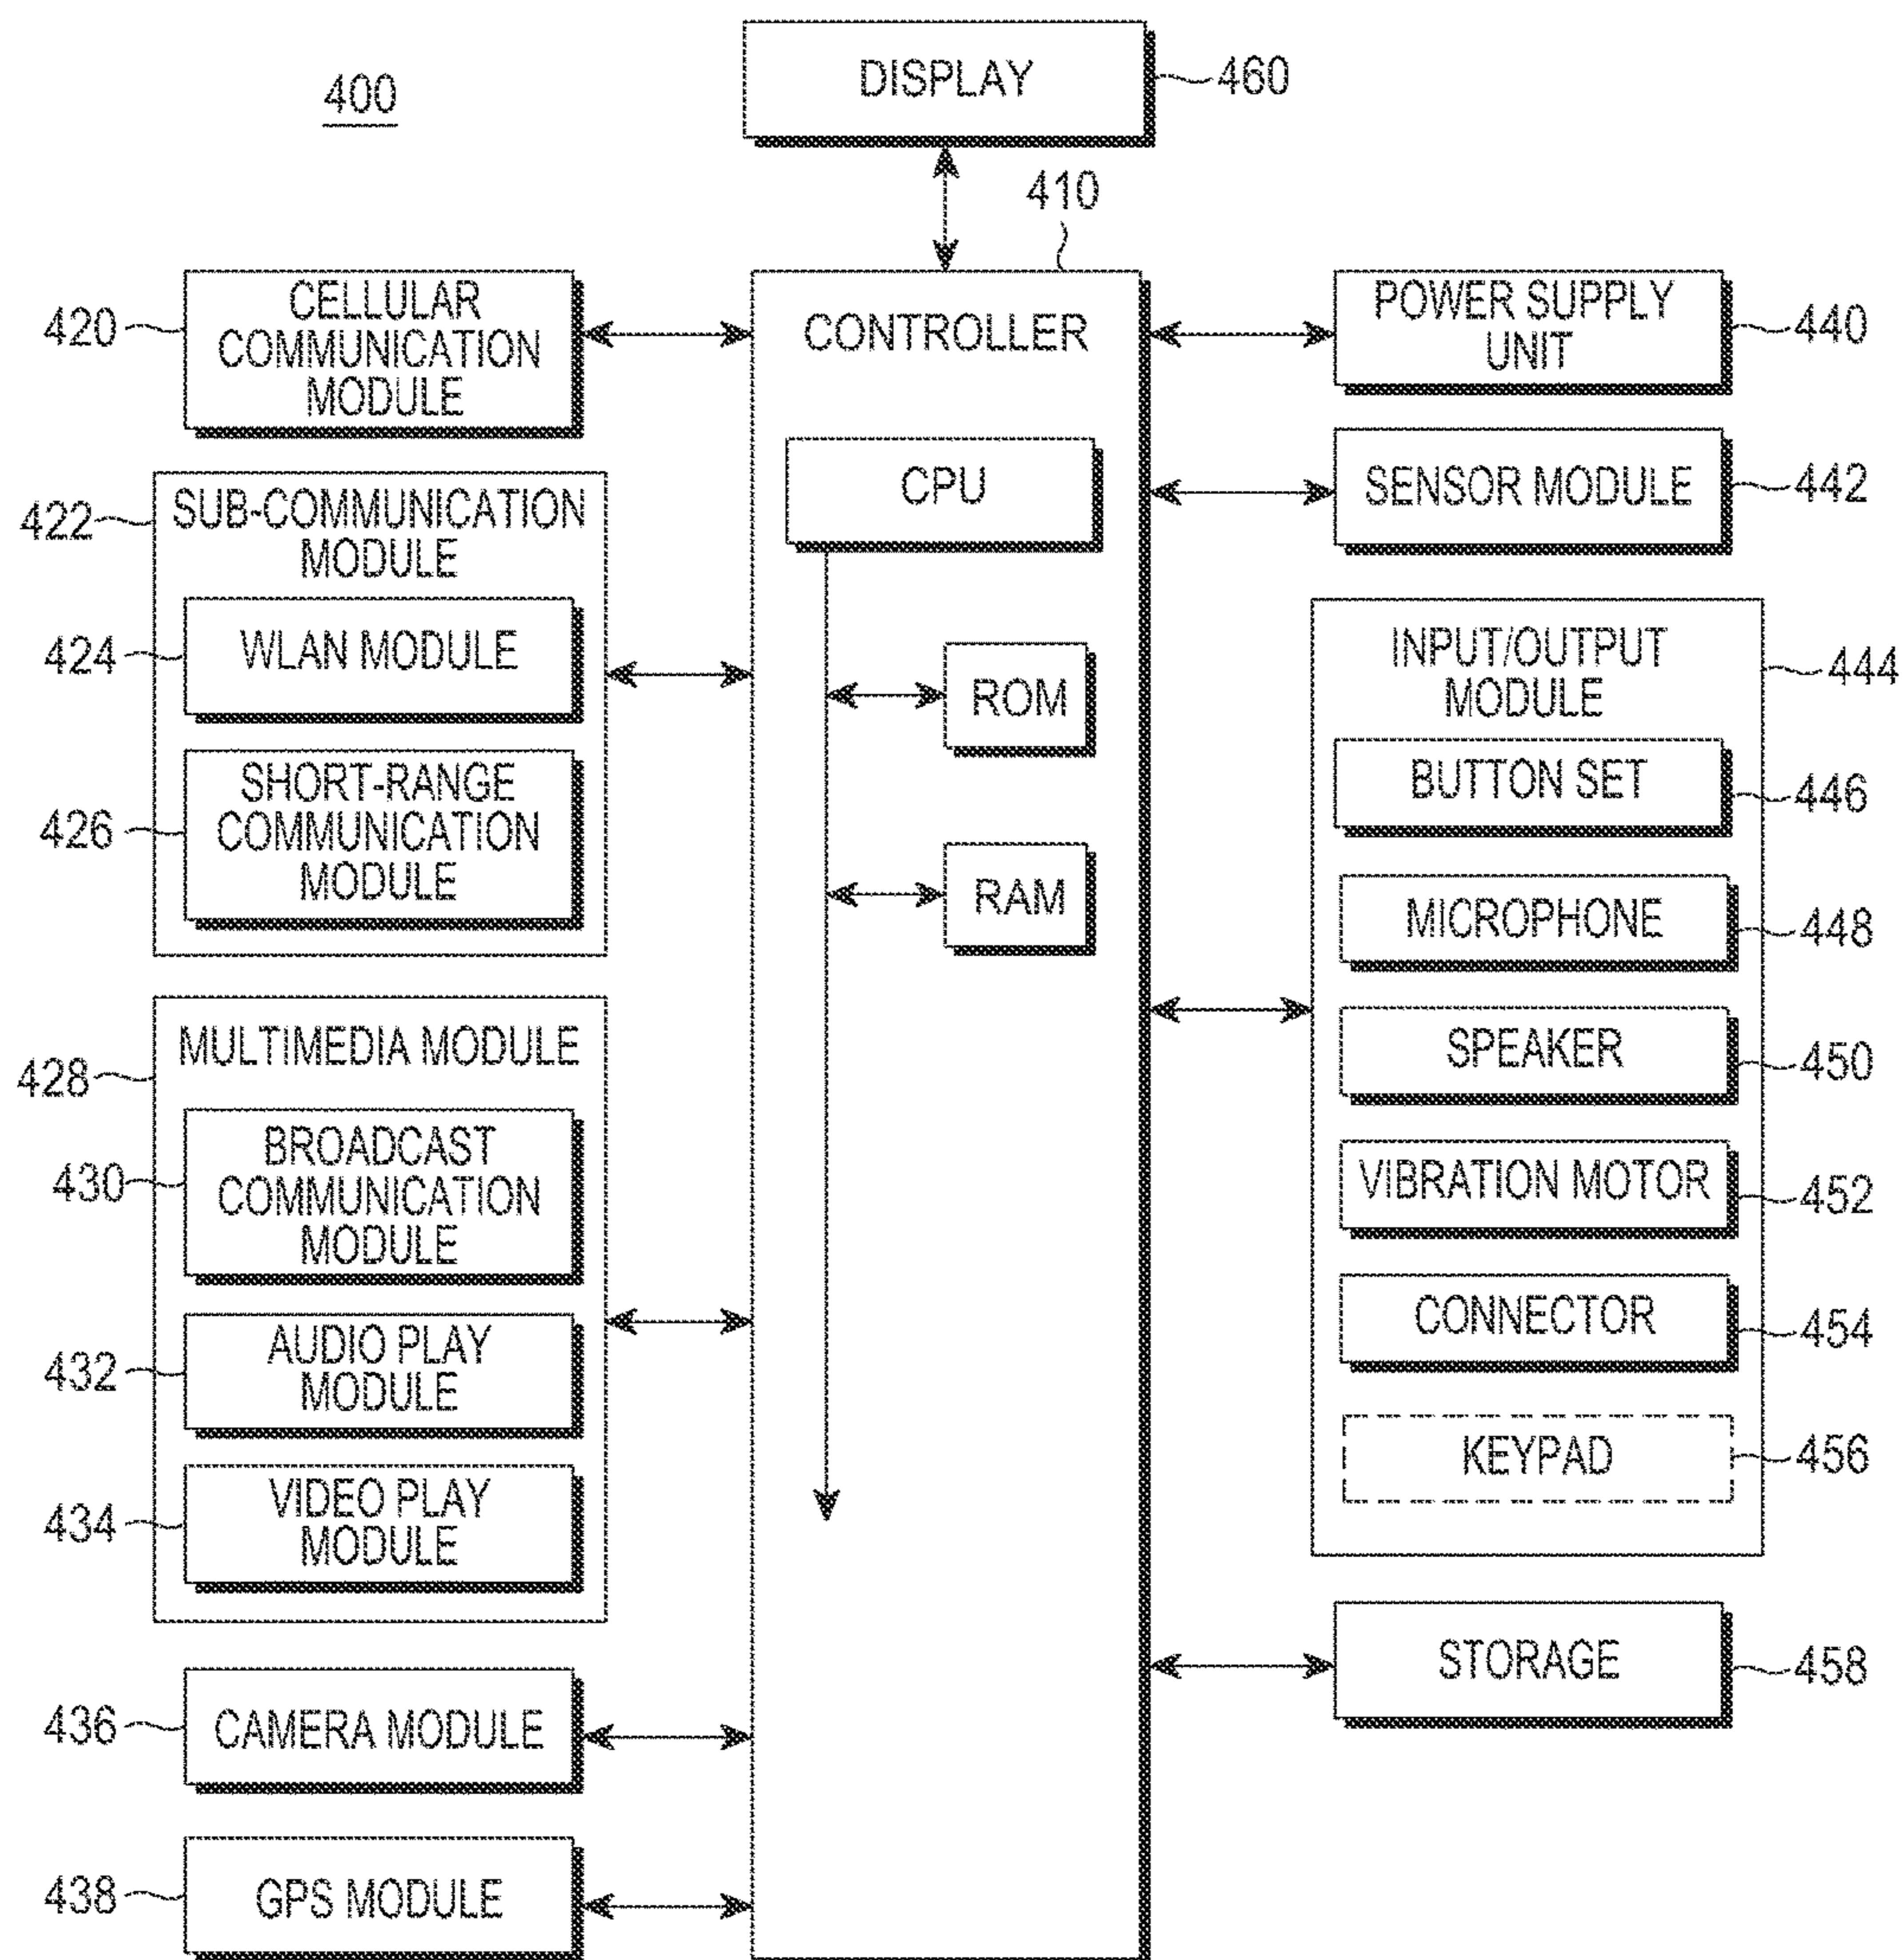 400
DISPLAY
460
410
CONTROLLER
CPU
ROM
RAM
420
CELLULAR
COMMUNICATION
MODULE
422
SUB-COMMUNICATION
MODULE
424
WLAN MODULE
426
SHORT-RANGE
COMMUNICATION
MODULE
428
MULTIMEDIA MODULE
430
BROADCAST
COMMUNICATION
MODULE
432
AUDIO PLAY
MODULE
434
VIDEO PLAY
MODULE
436
CAMERA MODULE
438
GPS MODULE
POWER SUPPLY
UNIT
440
SENSOR MODULE
442
INPUT/OUTPUT
MODULE
444
BUTTON SET
446
MICROPHONE
448
SPEAKER
450
VIBRATION MOTOR
452
CONNECTOR
454
KEYPAD
456
STORAGE
458